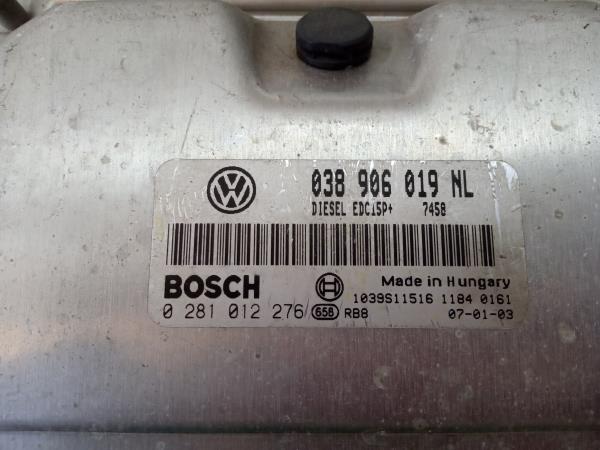 038 906 019 NL
DIESEL EDC15P+ 7458
BOSCH Made in Hungary
1039S11516 1184 0161
0 281 012 276 658 RB8 07-01-03